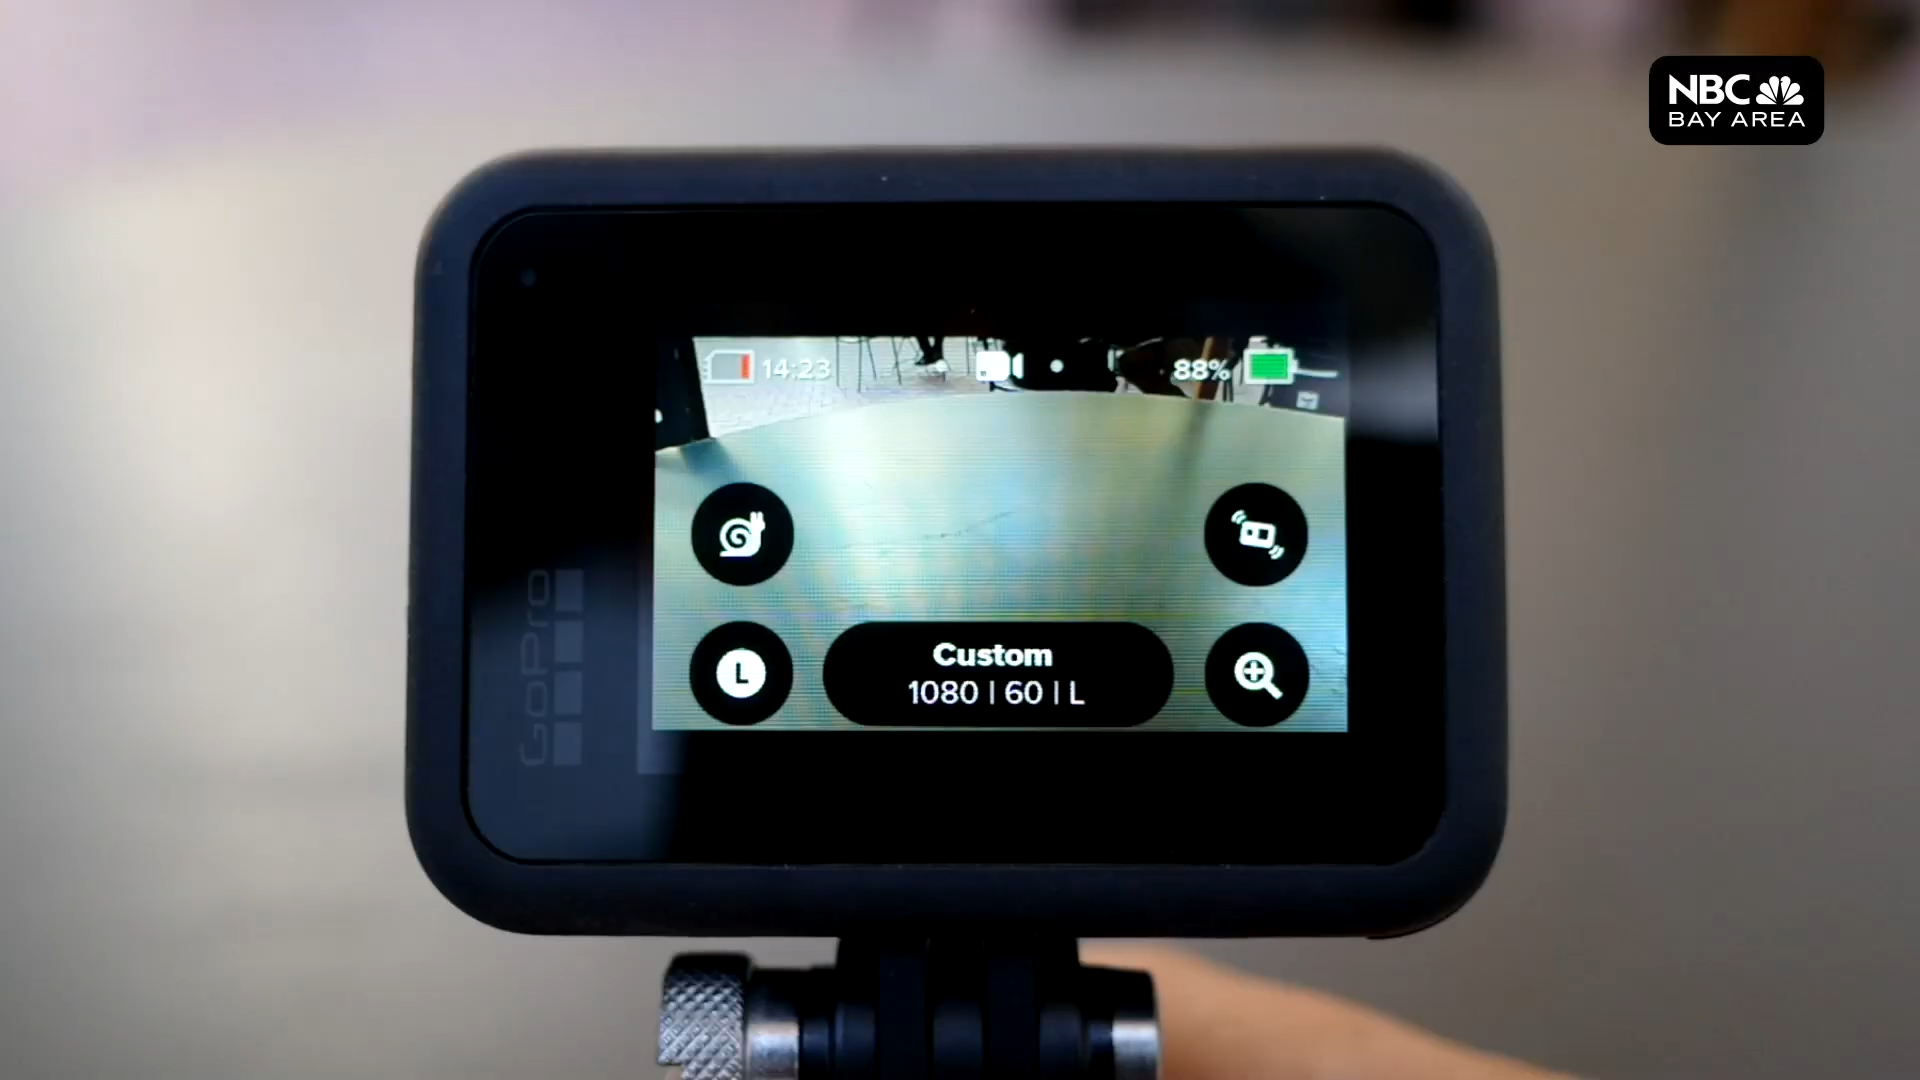 NBC
BAY AREA
14:23
88%
GoPro
L
Custom
1080 | 60 | L